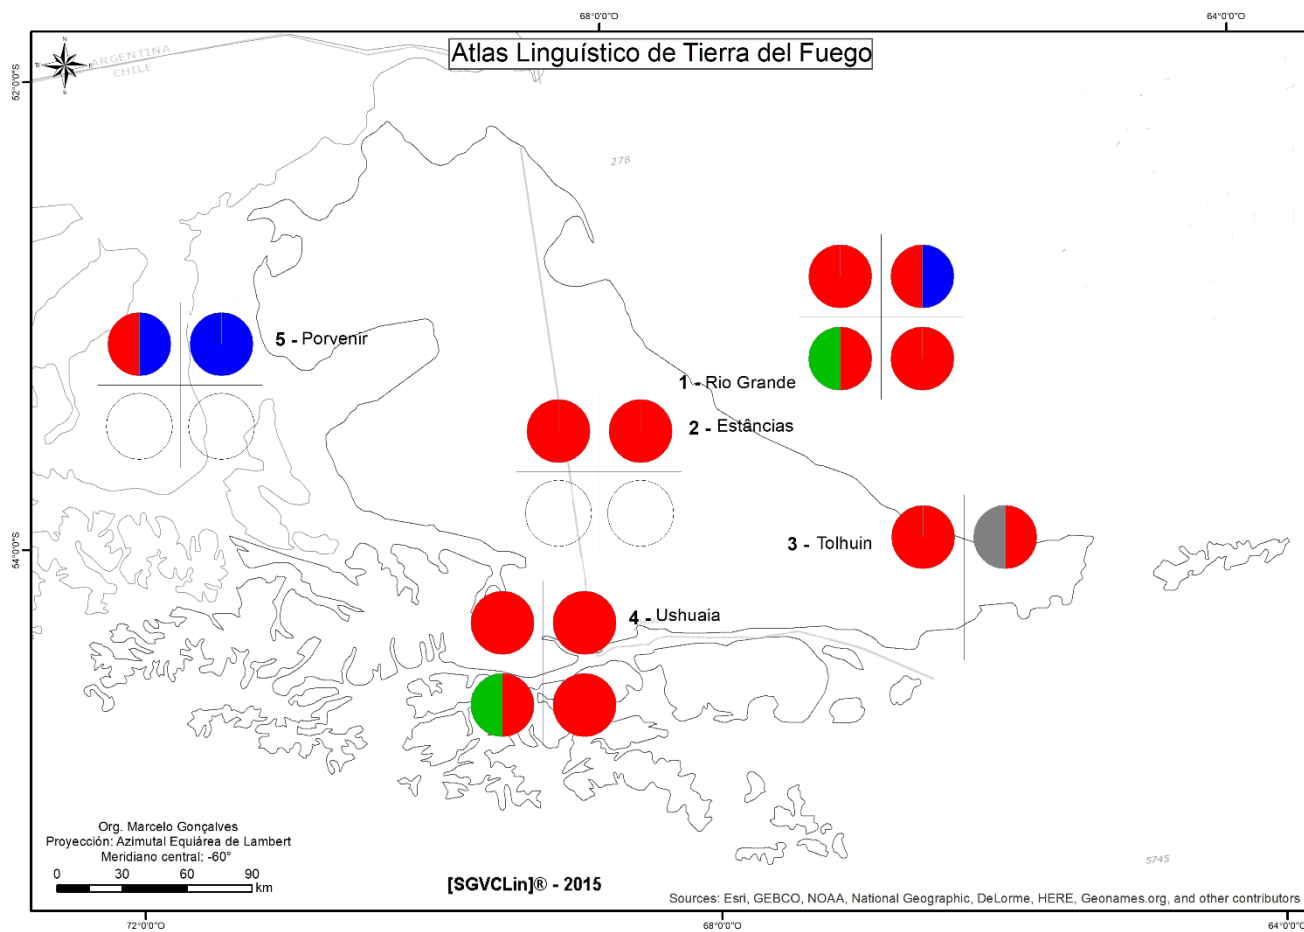 68°0'0"O
64°0'0"O
N
O
E
S
ARGENTINA
CHILE
Atlas Linguístico de Tierra del Fuego
52°0'0"S
278
5 - Porvenir
1 - Rio Grande
2 - Estâncias
3 - Tolhuin
54°0'0"S
4 - Ushuaia
Org. Marcelo Gonçalves
Proyección: Azimutal Equiárea de Lambert
Meridiano central: -60°
0 30 60 90
km
[SGVCLin]® - 2015
5745
Sources: Esri, GEBCO, NOAA, National Geographic, DeLorme, HERE, Geonames.org, and other contributors
72°0'0"O
68°0'0"O
64°0'0"O